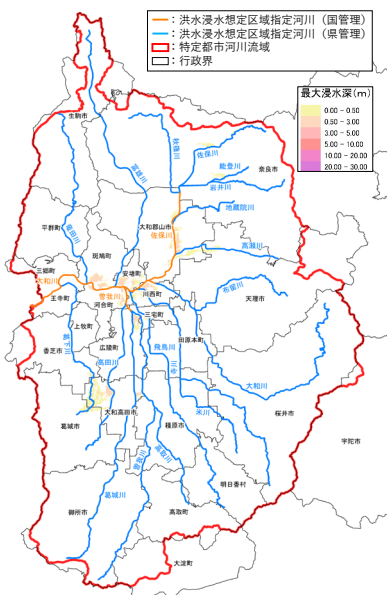 ：洪水浸水想定区域指定河川（国管理）
：洪水浸水想定区域指定河川（県管理）
：特定都市河川流域
：行政界
最大浸水深(m)
0.00 - 0.50
0.50 - 3.00
3.00 - 5.00
5.00 - 10.00
10.00 - 20.00
20.00 - 30.00
生駒市
秋篠川
佐保川
能登川
奈良市
富雄川
岩井川
地蔵院川
竜田川
大和郡山市
平群町
佐保川
高瀬川
斑鳩町
三郷町
安堵町
大和川
布留川
王寺町
曽我川
川西町
天理市
河合町
三宅町
上牧町
田原本町
葛下川
飛鳥川
香芝市
広陵町
高田川
寺川
大和川
大和高田市
米川
桜井市
葛城市
橿原市
宇陀市
曽我川
高取川
明日香村
葛城川
御所市
高取町
大淀町